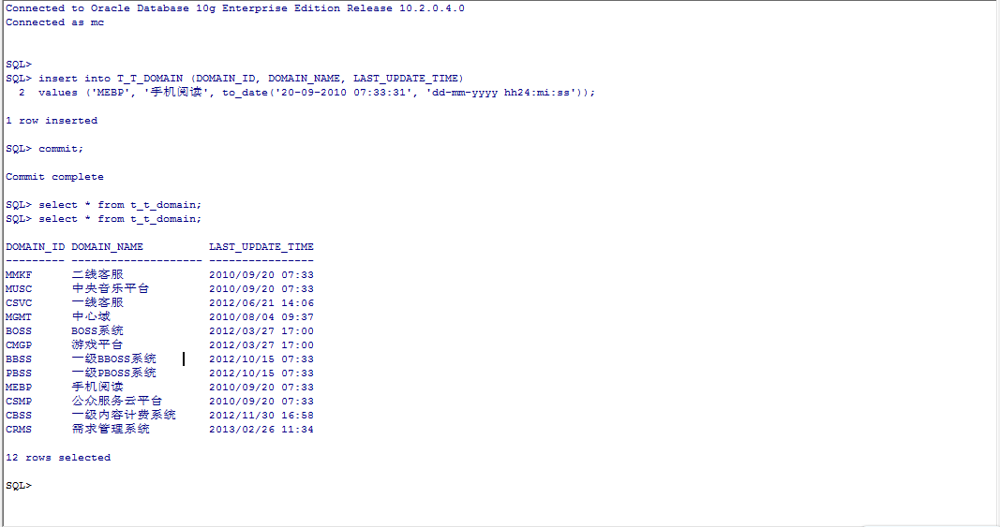 Connected to Oracle Database 10g Enterprise Edition Release 10.2.0.4.0
Connected as mc
SQL>
SQL> insert into T_T_DOMAIN (DOMAIN_ID, DOMAIN_NAME, LAST_UPDATE_TIME)
2 values ('MEBP', '手机阅读', to_date('20-09-2010 07:33:31', 'dd-mm-yyyy hh24:mi:ss'));
1 row inserted
SQL> commit;
Commit complete
SQL> select * from t_t_domain;
SQL> select * from t_t_domain;
DOMAIN_ID DOMAIN_NAME          LAST_UPDATE_TIME
--------- -------------------- ----------------
MMKF      二线客服             2010/09/20 07:33
MUSC      中央音乐平台         2010/09/20 07:33
CSVC      一线客服             2012/06/21 14:06
MGMT      中心域               2010/08/04 09:37
BOSS      BOSS系统             2012/03/27 17:00
CMGP      游戏平台             2012/03/27 17:00
BBSS      一级BBOSS系统        2012/10/15 07:33
PBSS      一级PBOSS系统        2012/10/15 07:33
MEBP      手机阅读             2010/09/20 07:33
CSMP      公众服务云平台       2010/09/20 07:33
CBSS      一级内容计费系统     2012/11/30 16:58
CRMS      需求管理系统         2013/02/26 11:34
12 rows selected
SQL>